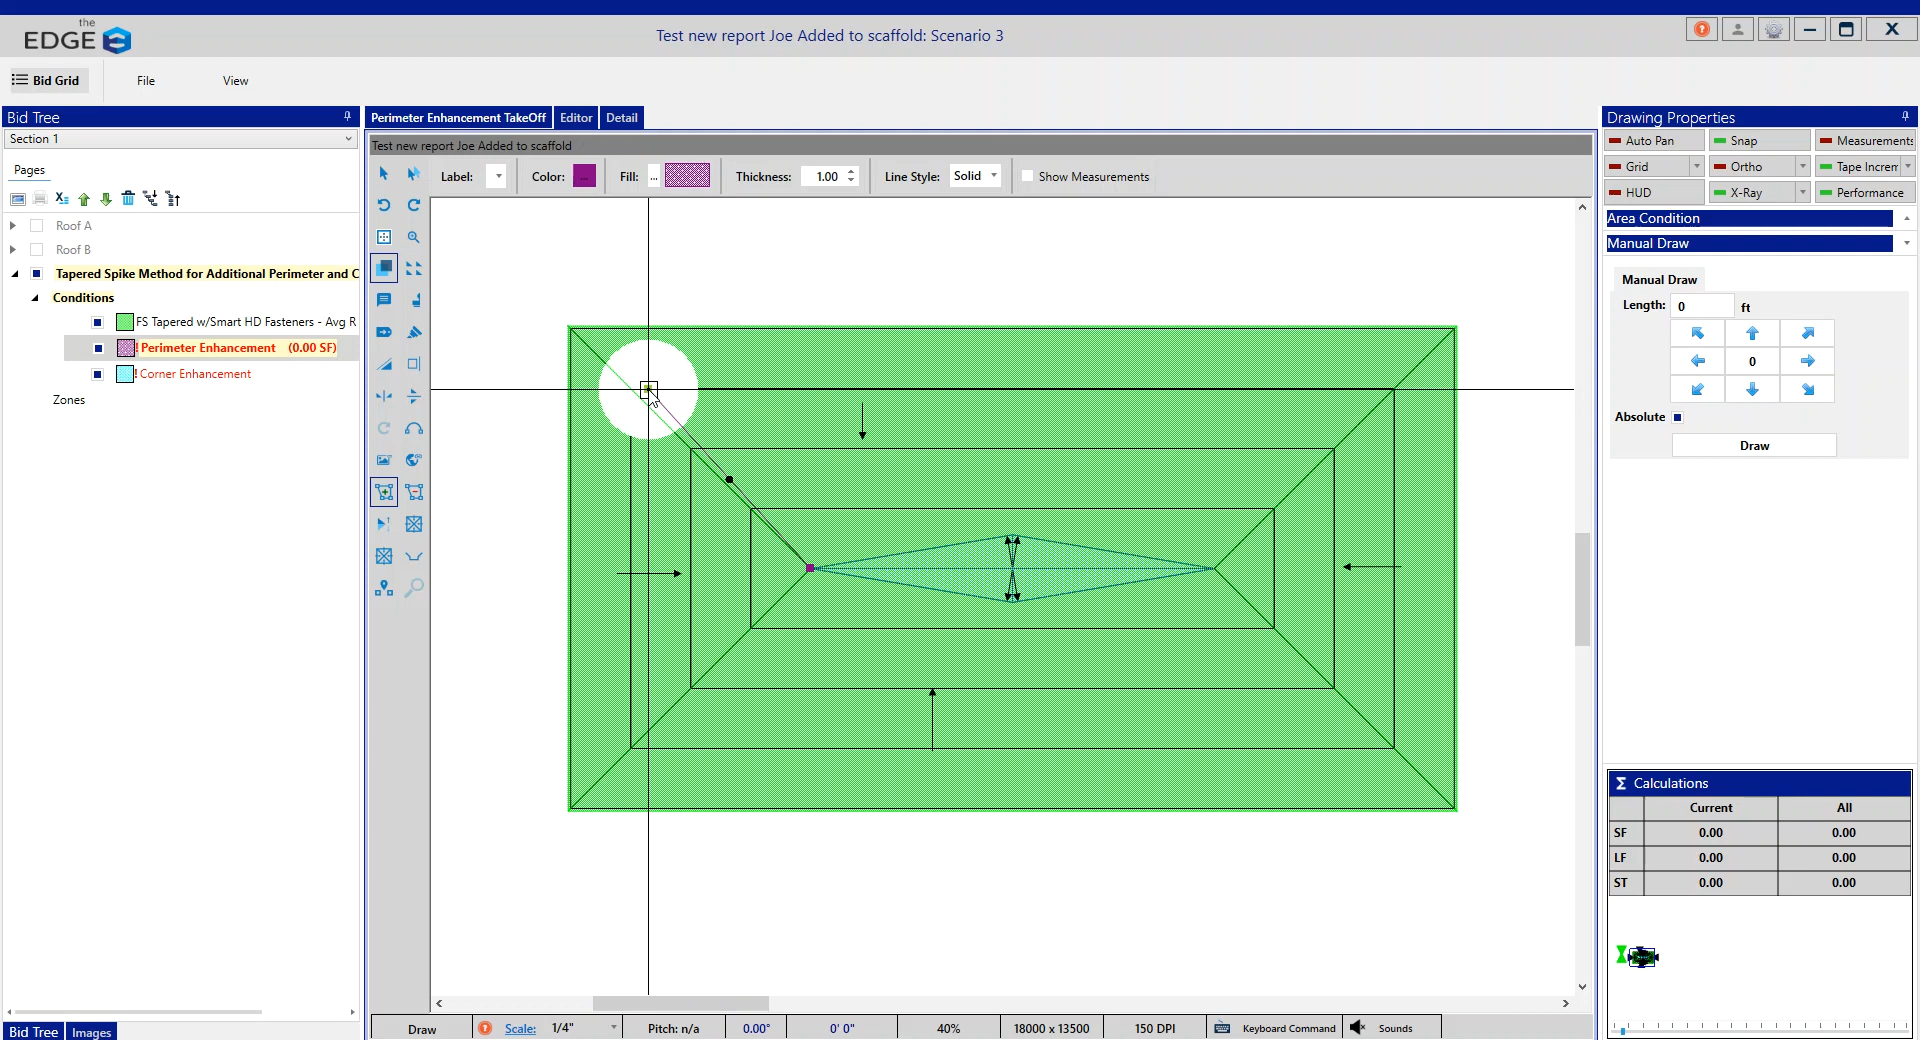 the
EDGE
Test new report Joe Added to scaffold: Scenario 3
Bid Grid
File
View
Bid Tree
Section 1
Pages
Roof A
Roof B
Tapered Spike Method for Additional Perimeter and C
Conditions
FS Tapered w/Smart HD Fasteners - Avg R
! Perimeter Enhancement (0.00 SF)
! Corner Enhancement
Zones
Bid Tree
Images
Perimeter Enhancement TakeOff
Editor
Detail
Test new report Joe Added to scaffold
Label:
Color:
...
Fill:
...
Thickness:
1.00
Line Style:
Solid
Show Measurements
Draw
Scale:
1/4"
Pitch: n/a
0.00°
0' 0"
40%
18000 x 13500
150 DPI
Keyboard Command
Sounds
Drawing Properties
Auto Pan
Snap
Measurements
Grid
Ortho
Tape Increm
HUD
X-Ray
Performance
Area Condition
Manual Draw
Manual Draw
Length:
0
ft
0
Absolute
Draw
Σ Calculations
Current
All
SF
0.00
0.00
LF
0.00
0.00
ST
0.00
0.00